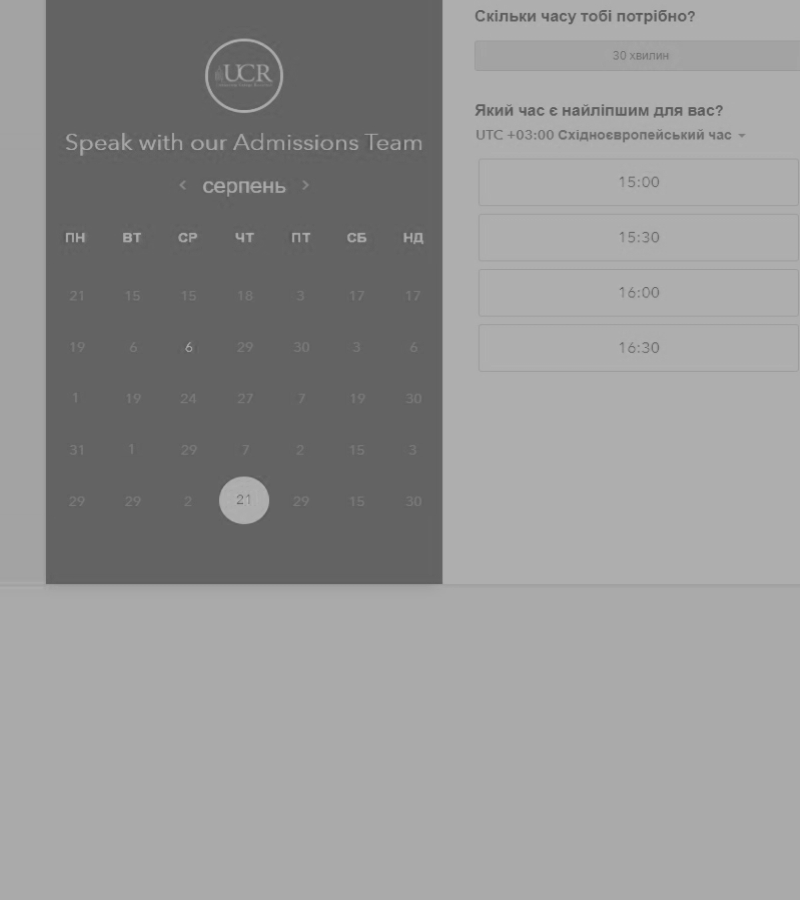 UCR
Speak with our Admissions Team
серпень
ПН ВТ СР ЧТ ПТ СБ НД
21 15 15 18 3 17 17
19 6 6 29 30 3 6
1 19 24 27 7 19 30
31 1 29 7 2 15 3
29 29 2 21 29 15 30
Скільки часу тобі потрібно?
30 хвилин
Який час є найліпшим для вас?
UTC +03:00 Східноєвропейський час
15:00
15:30
16:00
16:30